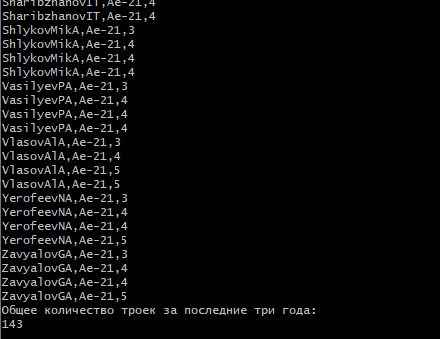 SharibzhanovIT,Ae-21,4
SharibzhanovIT,Ae-21,4
ShlykovMikA,Ae-21,3
ShlykovMikA,Ae-21,4
ShlykovMikA,Ae-21,4
ShlykovMikA,Ae-21,4
VasilyevPA,Ae-21,3
VasilyevPA,Ae-21,4
VasilyevPA,Ae-21,4
VasilyevPA,Ae-21,4
VlasovAlA,Ae-21,3
VlasovAlA,Ae-21,4
VlasovAlA,Ae-21,5
VlasovAlA,Ae-21,5
YerofeevNA,Ae-21,3
YerofeevNA,Ae-21,4
YerofeevNA,Ae-21,4
YerofeevNA,Ae-21,5
ZavyalovGA,Ae-21,3
ZavyalovGA,Ae-21,4
ZavyalovGA,Ae-21,4
ZavyalovGA,Ae-21,5
Общее количество троек за последние три года:
143